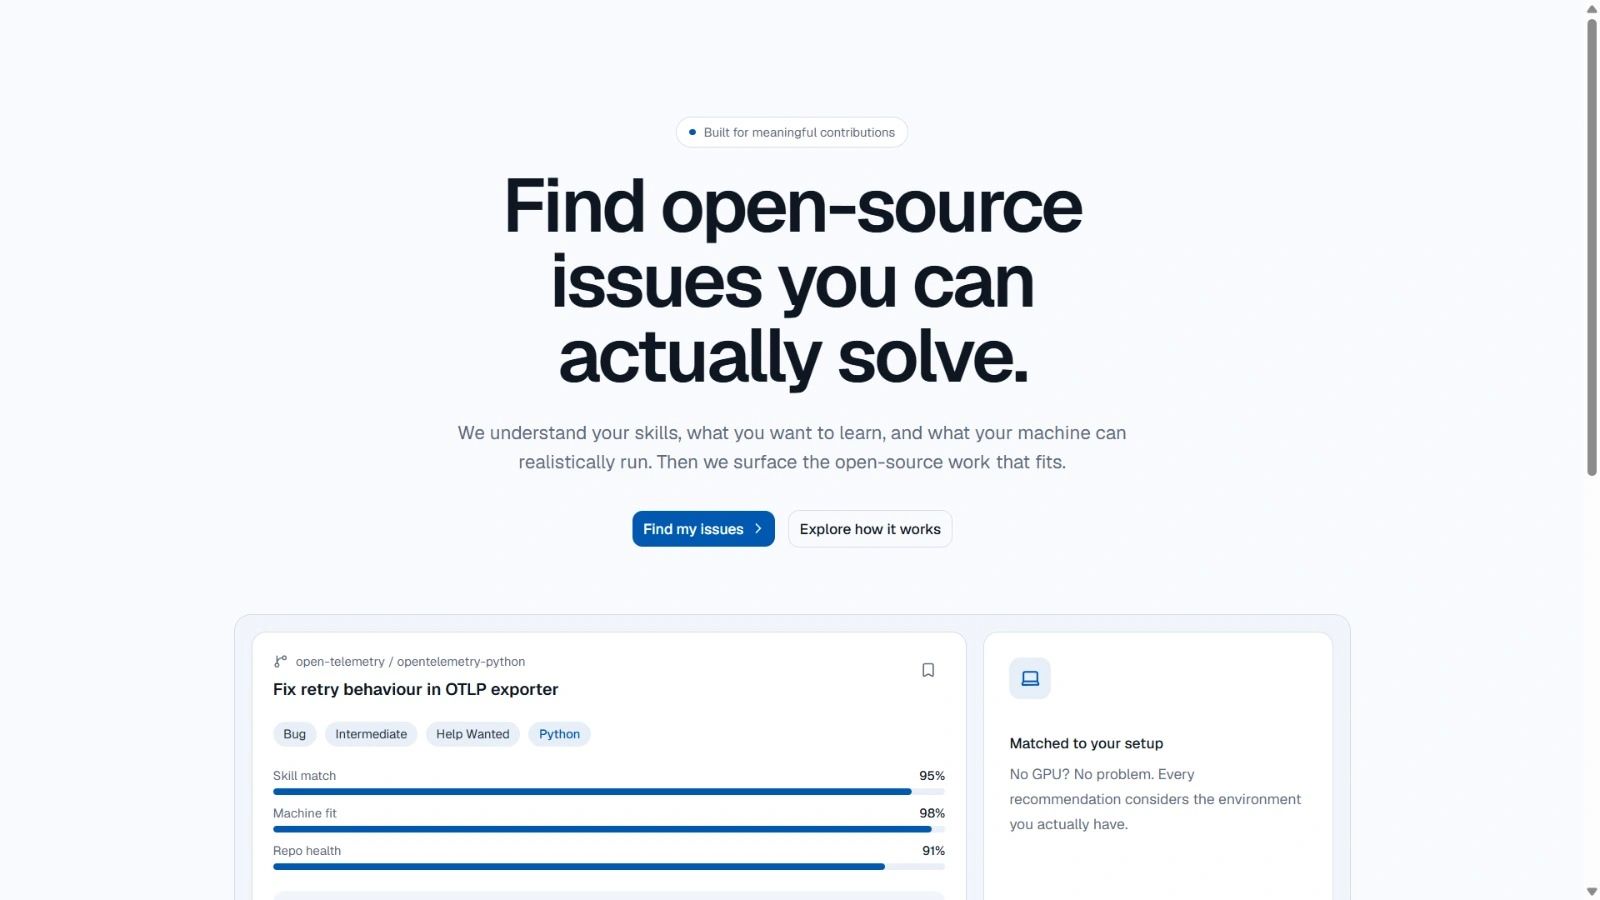 Built for meaningful contributions
Find open-source
issues you can
actually solve.
We understand your skills, what you want to learn, and what your machine can
realistically run. Then we surface the open-source work that fits.
Find my issues
Explore how it works
open-telemetry / opentelemetry-python
Fix retry behaviour in OTLP exporter
Bug
Intermediate
Help Wanted
Python
Skill match 95%
Machine fit 98%
Repo health 91%
Matched to your setup
No GPU? No problem. Every
recommendation considers the environment
you actually have.